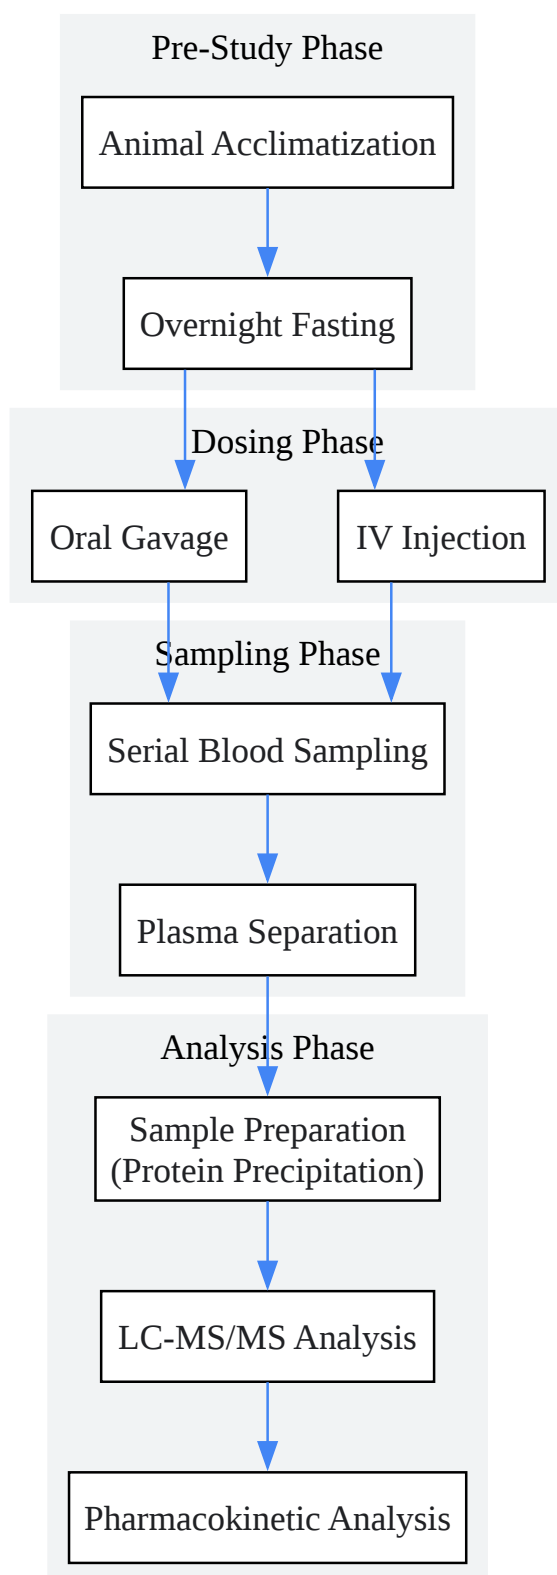 Pre-Study Phase
Animal Acclimatization
Overnight Fasting
Dosing Phase
Oral Gavage
IV Injection
Sampling Phase
Serial Blood Sampling
Plasma Separation
Analysis Phase
Sample Preparation
(Protein Precipitation)
LC-MS/MS Analysis
Pharmacokinetic Analysis